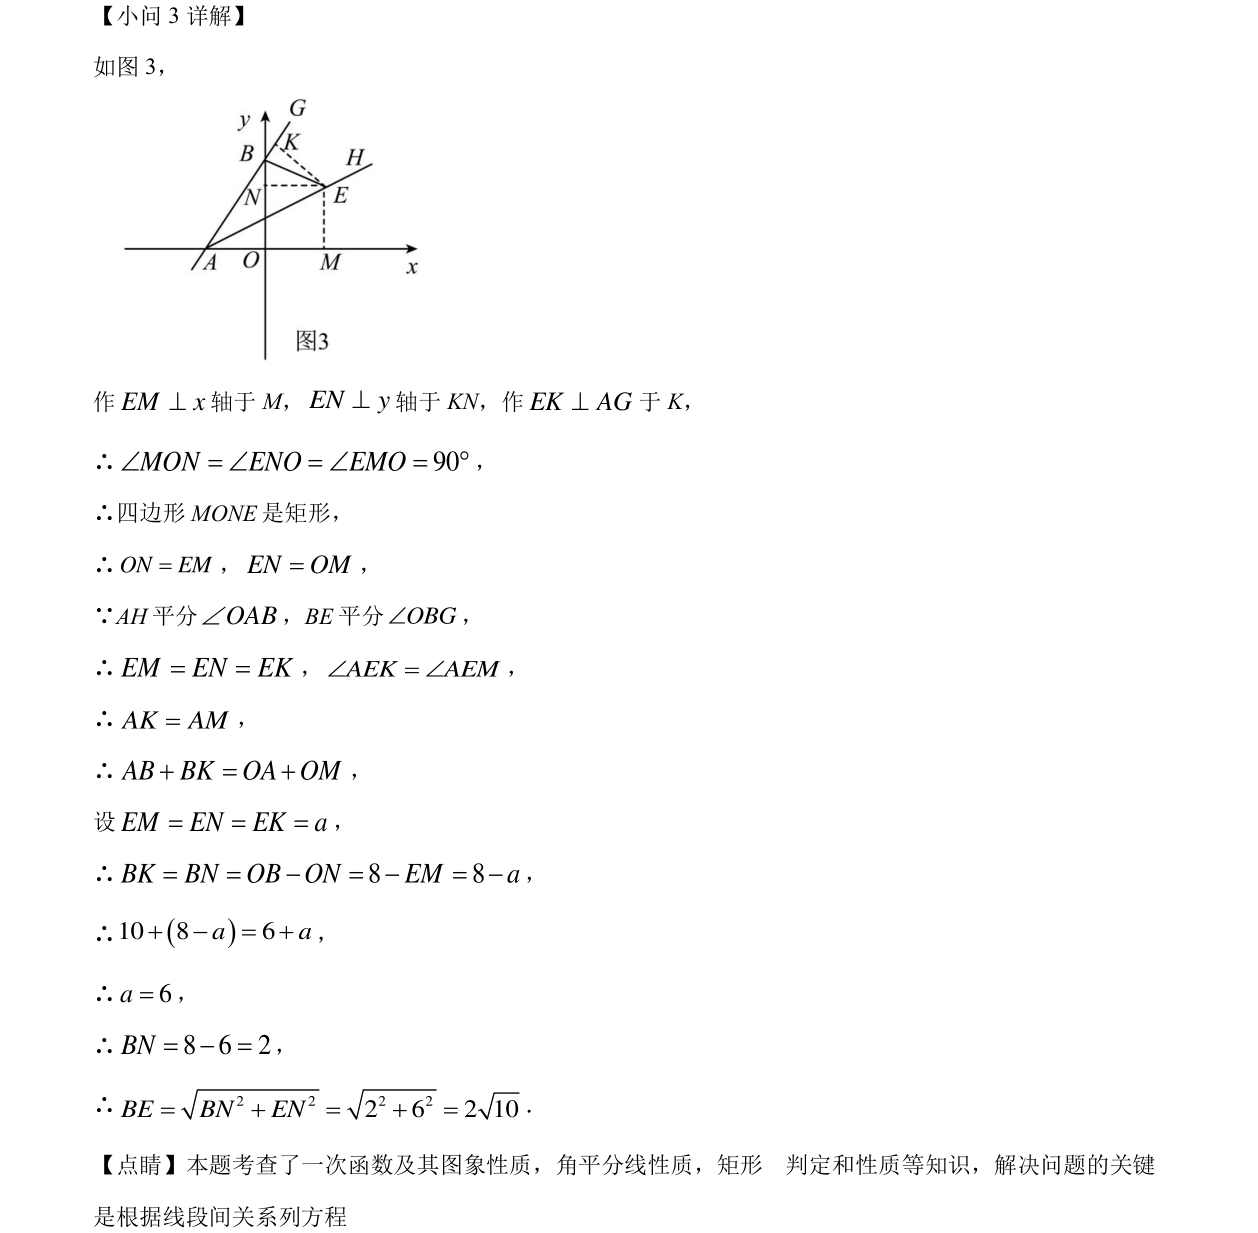 【小问 3 详解】
如图 3，
y
G
K
B
H
N
E
A
O
M
x
图3
作 EM ⊥ x 轴于 M， EN ⊥ y 轴于 KN，作 EK ⊥ AG 于 K，
∴ ∠MON = ∠ENO = ∠EMO = 90°，
∴四边形 MONE 是矩形，
∴ ON = EM ， EN = OM ，
∵AH 平分∠OAB，BE 平分∠OBG，
∴ EM = EN = EK ， ∠AEK = ∠AEM ，
∴ AK = AM ，
∴ AB + BK = OA + OM ，
设 EM = EN = EK = a，
∴ BK = BN = OB − ON = 8 − EM = 8 − a，
∴10 + (8 − a) = 6 + a，
∴ a = 6，
∴ BN = 8 − 6 = 2，
∴ BE = √(BN² + EN²) = √(2² + 6²) = 2√10 .
【点睛】本题考查了一次函数及其图象性质，角平分线性质，矩形 判定和性质等知识，解决问题的关键
是根据线段间关系列方程